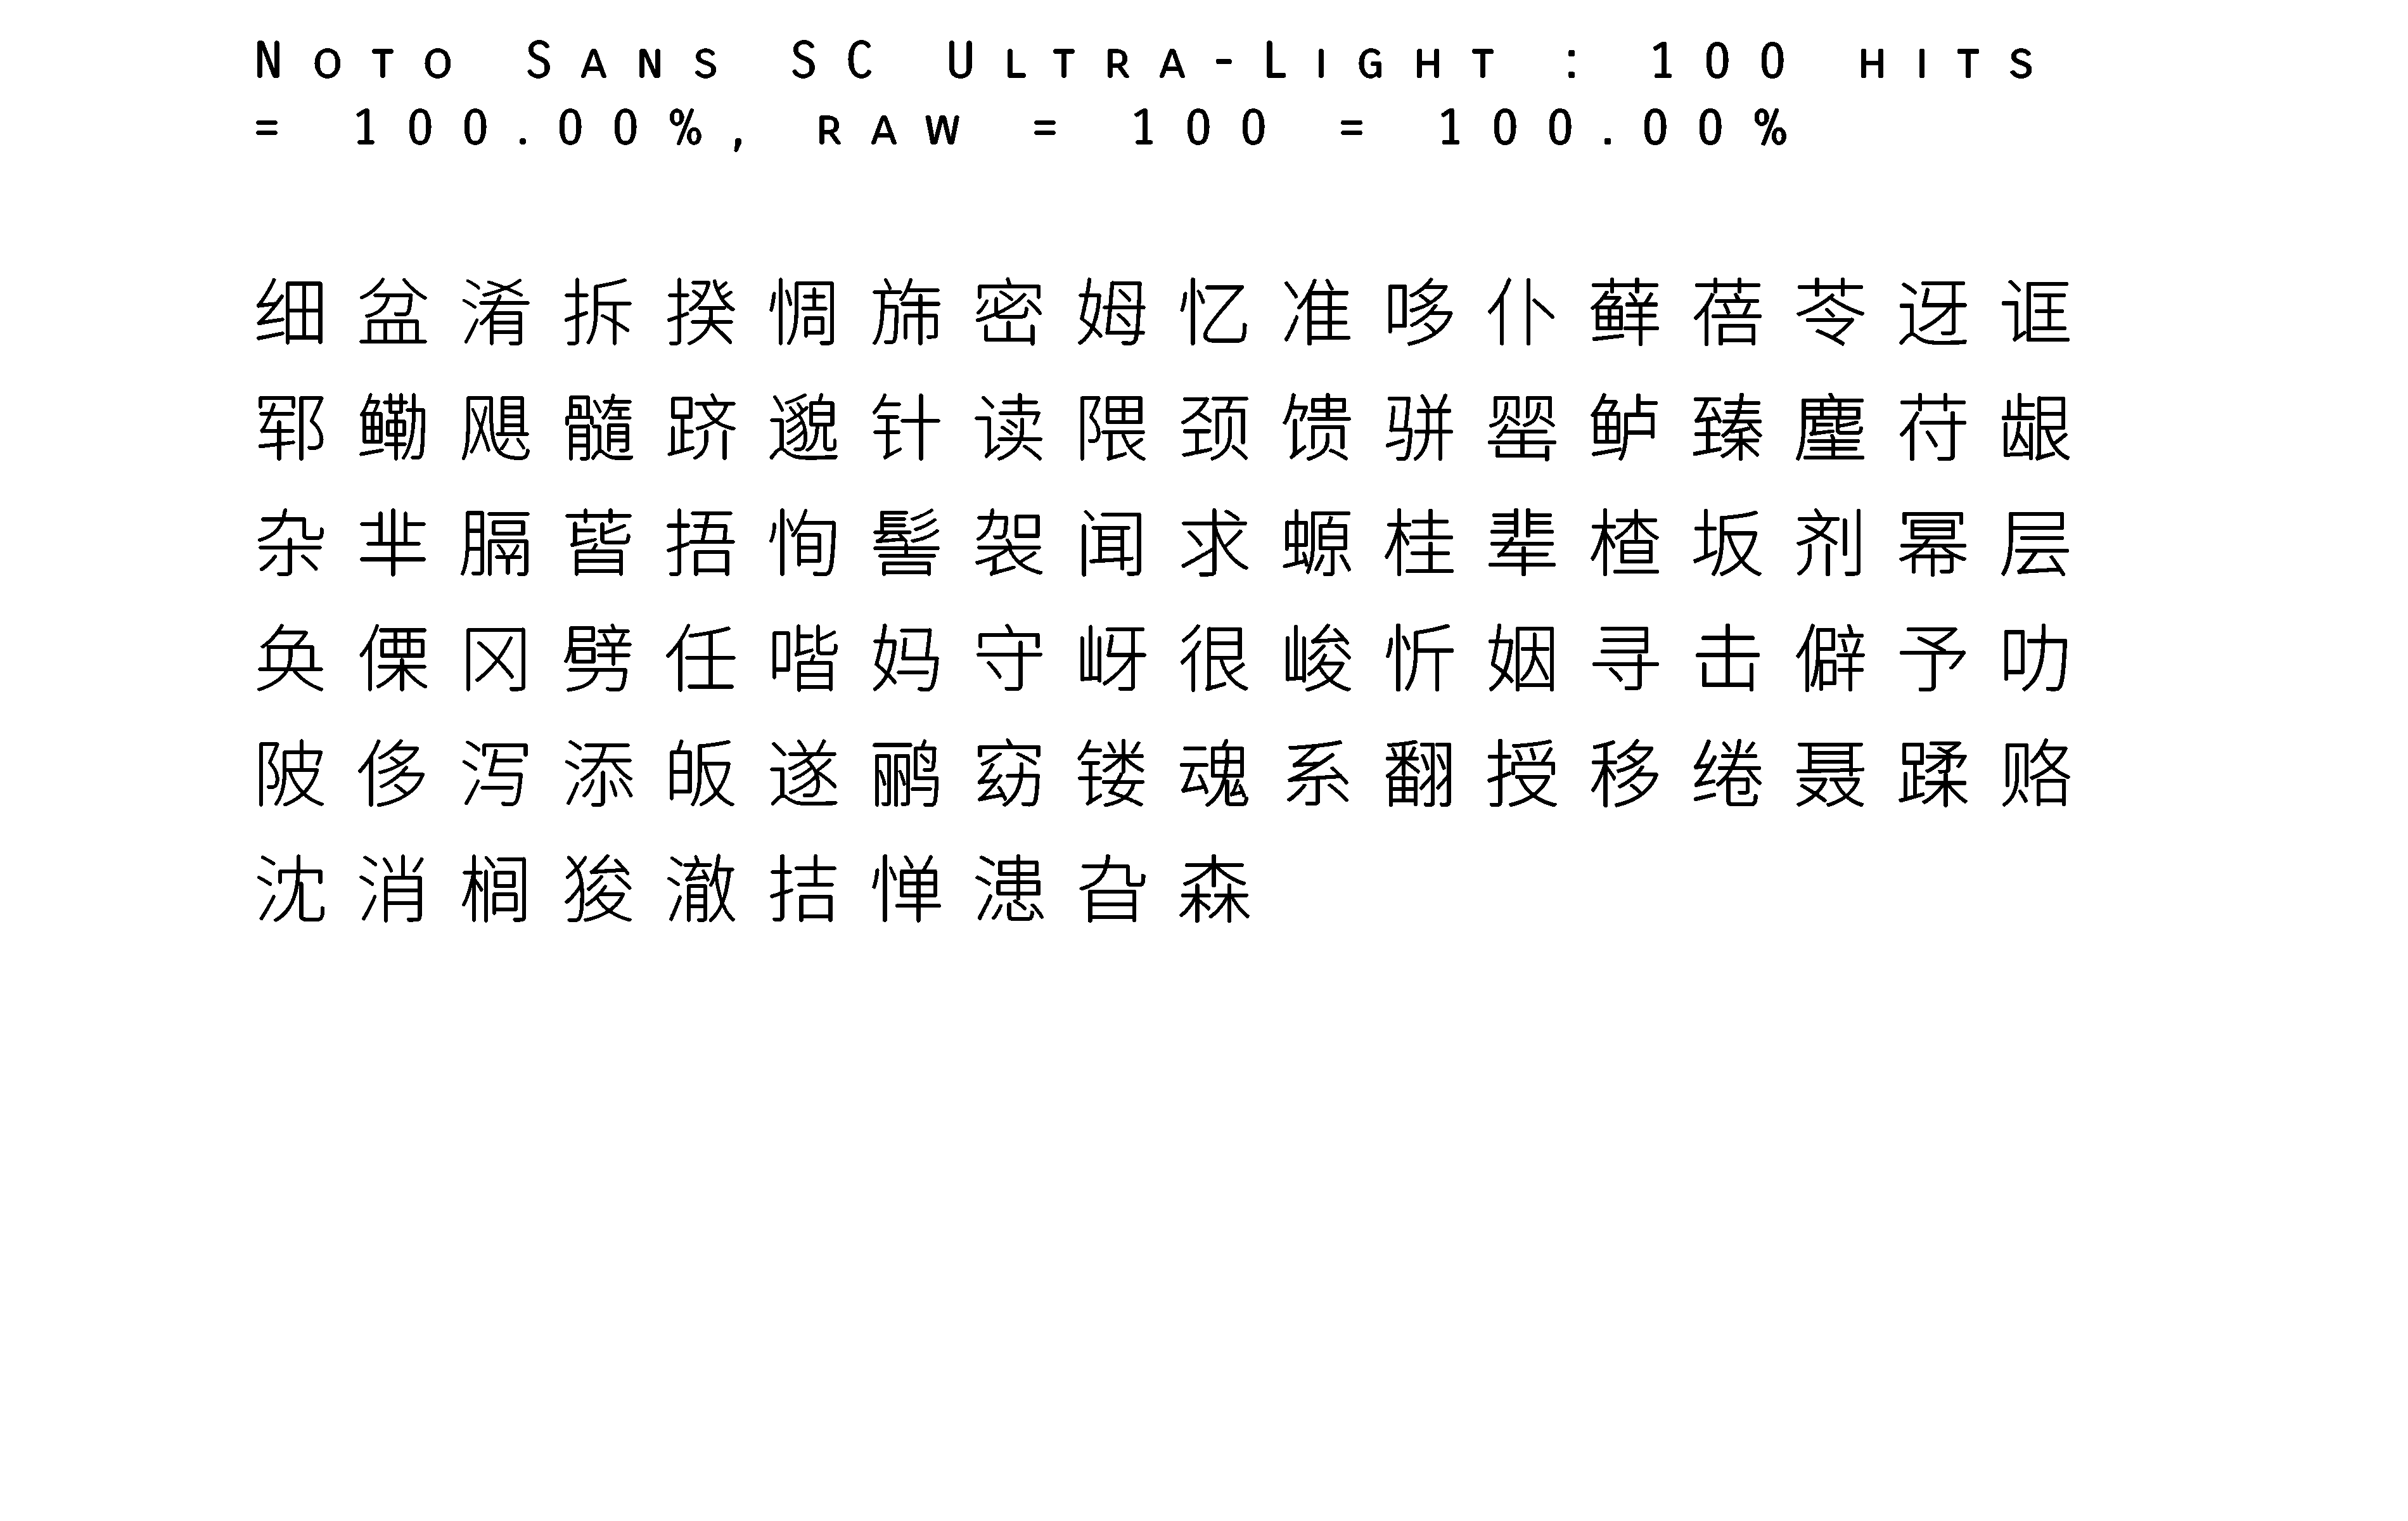 Noto Sans SC Ultra-Light : 100 hits
= 100.00%, raw = 100 = 100.00%
细盆淆拆揆惆旆密姆忆准哆仆藓蓓苓迓诓
郓鳓飓髓跻邈针读隈颈馈骈罂鲈臻麈苻龈
杂芈膈蒈捂恂髻袈闻求螈桂辈楂坂剂幂层
奂傈冈劈任喈妈守岈很峻忻姻寻击僻予叻
陂侈泻添皈遂鹂窈镂魂系翻授移绻聂蹂赂
沈消榈狻澈拮惮漶旮森